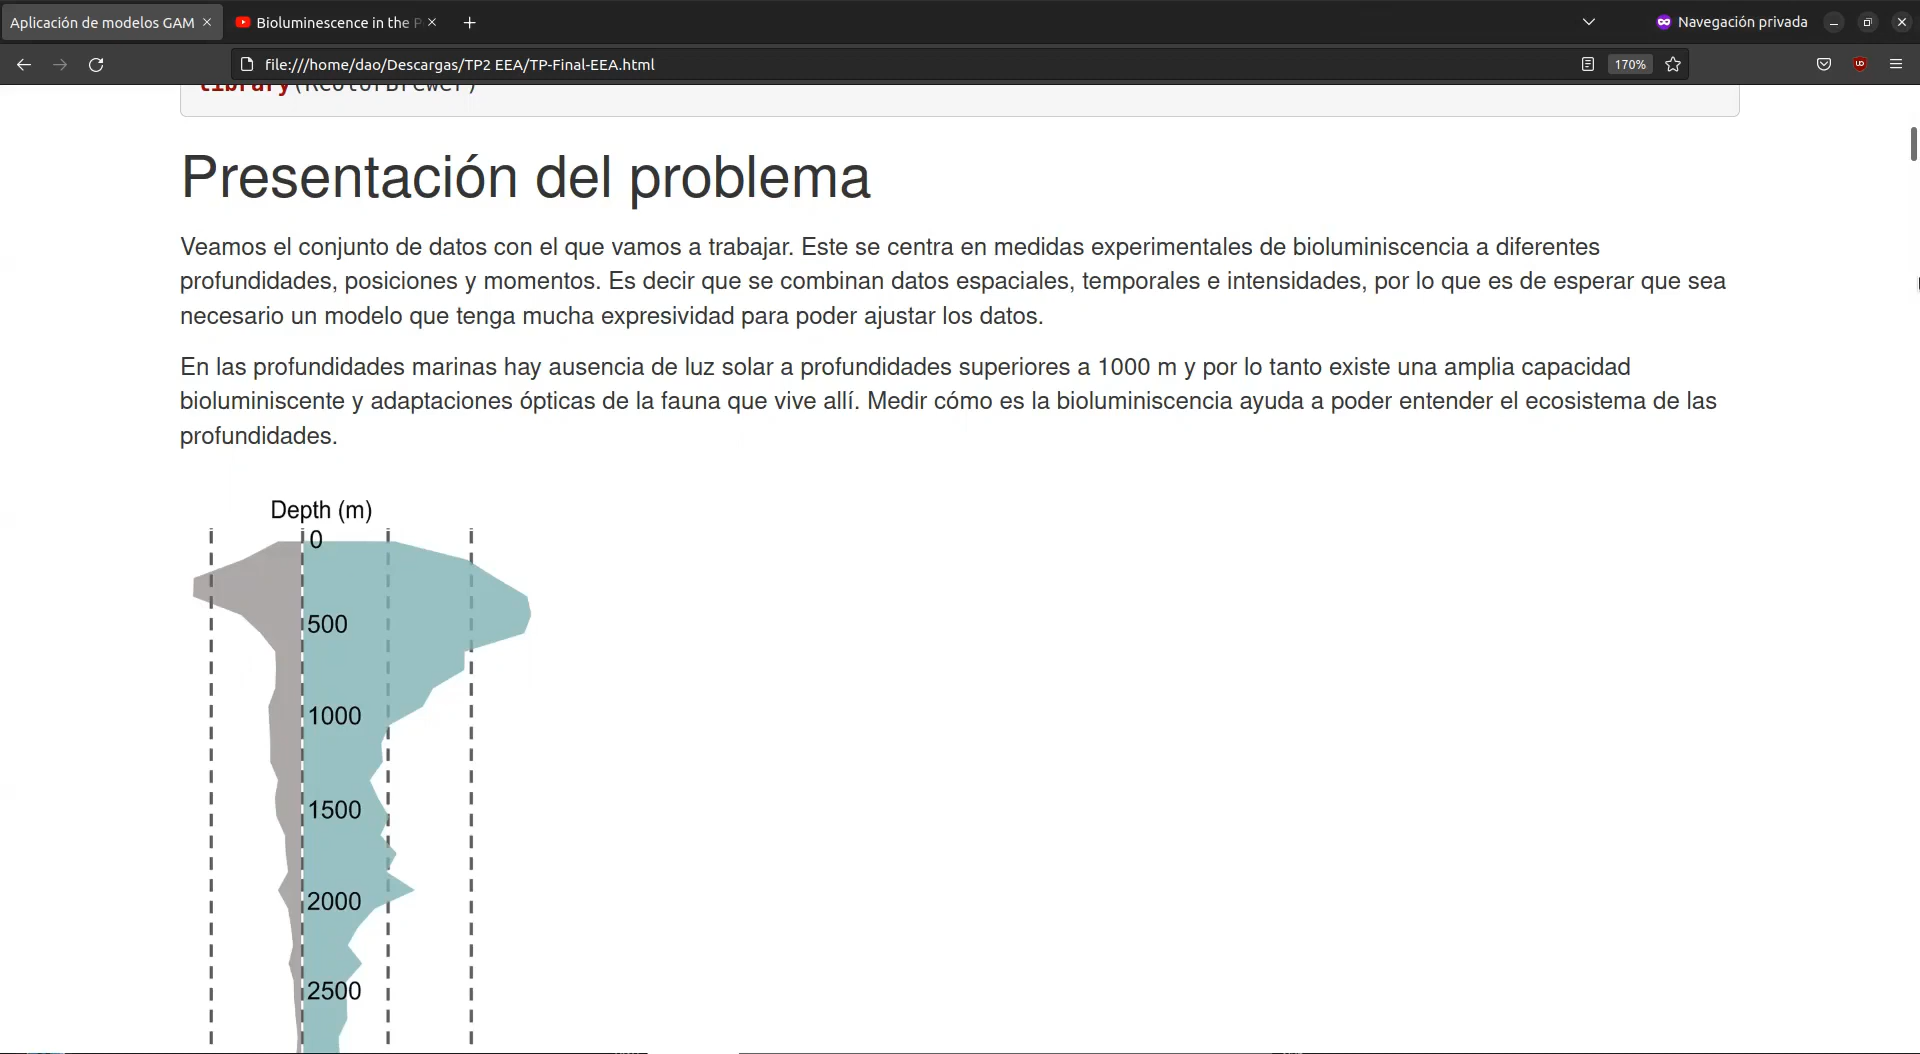 Aplicación de modelos GAM
Bioluminescence in the P
Navegación privada
file:///home/dao/Descargas/TP2 EEA/TP-Final-EEA.html
170%
library(RColorBrewer)
Presentación del problema
Veamos el conjunto de datos con el que vamos a trabajar. Este se centra en medidas experimentales de bioluminiscencia a diferentes
profundidades, posiciones y momentos. Es decir que se combinan datos espaciales, temporales e intensidades, por lo que es de esperar que sea
necesario un modelo que tenga mucha expresividad para poder ajustar los datos.
En las profundidades marinas hay ausencia de luz solar a profundidades superiores a 1000 m y por lo tanto existe una amplia capacidad
bioluminiscente y adaptaciones ópticas de la fauna que vive allí. Medir cómo es la bioluminiscencia ayuda a poder entender el ecosistema de las
profundidades.
Depth (m)
0
500
1000
1500
2000
2500